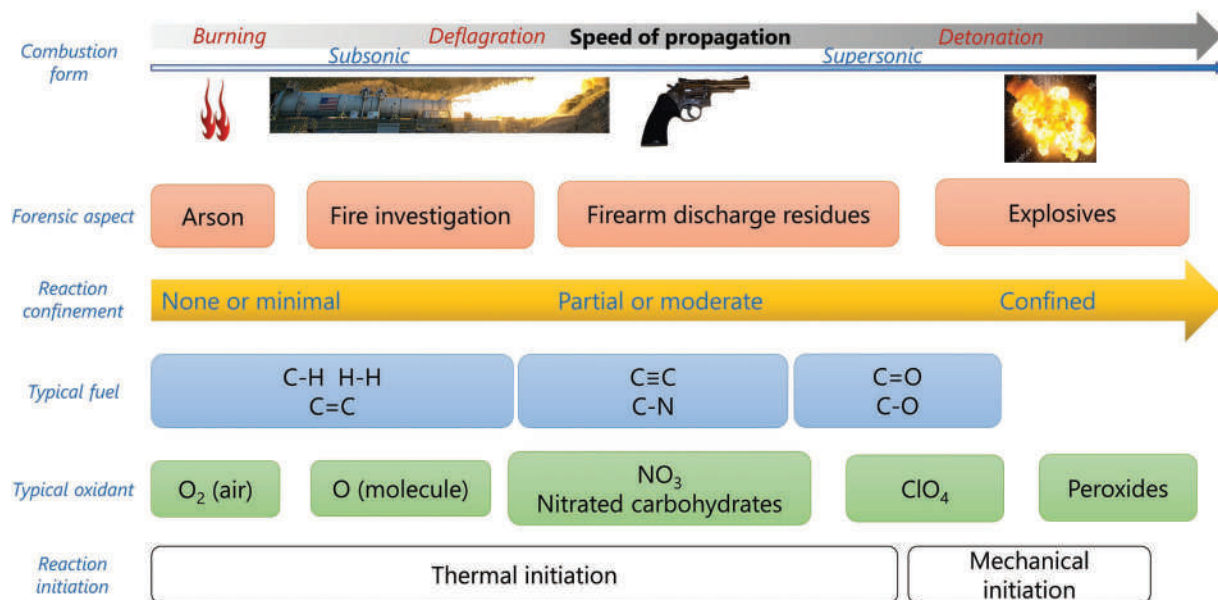 Combustion
form
Burning
Deflagration
Speed of propagation
Detonation
Subsonic
Supersonic
Forensic aspect
Arson
Fire investigation
Firearm discharge residues
Explosives
Reaction
confinement
None or minimal
Partial or moderate
Confined
Typical fuel
C-H H-H
C=C
C≡C
C-N
C=O
C-O
Typical oxidant
O₂ (air)
O (molecule)
NO₃
Nitrated carbohydrates
ClO₄
Peroxides
Reaction
initiation
Thermal initiation
Mechanical
initiation